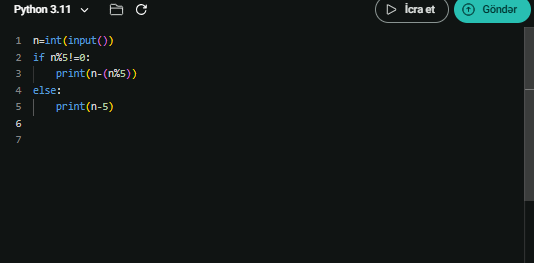 Python 3.11 İcra et Göndər
1 n=int(input())
2 if n%5!=0:
3     print(n-(n%5))
4 else:
5     print(n-5)
6
7